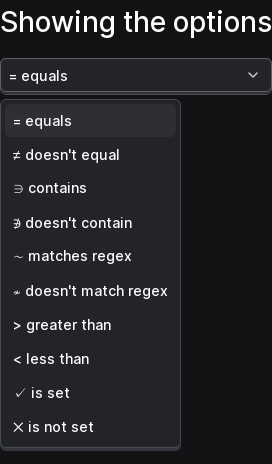 Showing the options
= equals
= equals
≠ doesn't equal
∋ contains
∌ doesn't contain
~ matches regex
≁ doesn't match regex
> greater than
< less than
✓ is set
✕ is not set